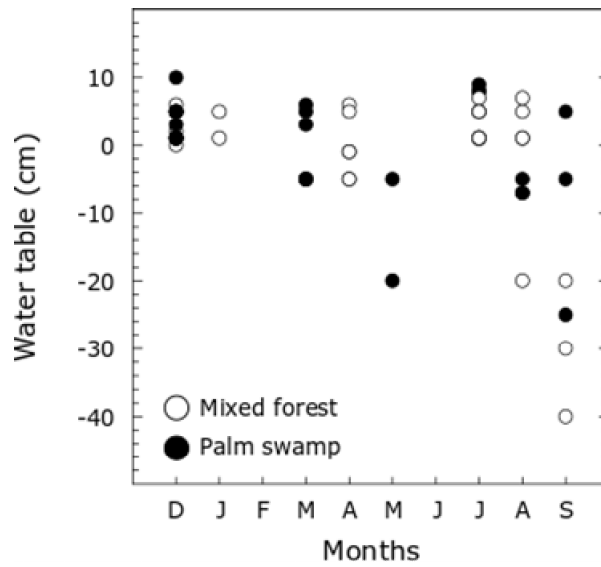 Water table (cm)
10
0
-10
-20
-30
-40
Mixed forest
Palm swamp
D J F M A M J J A S
Months